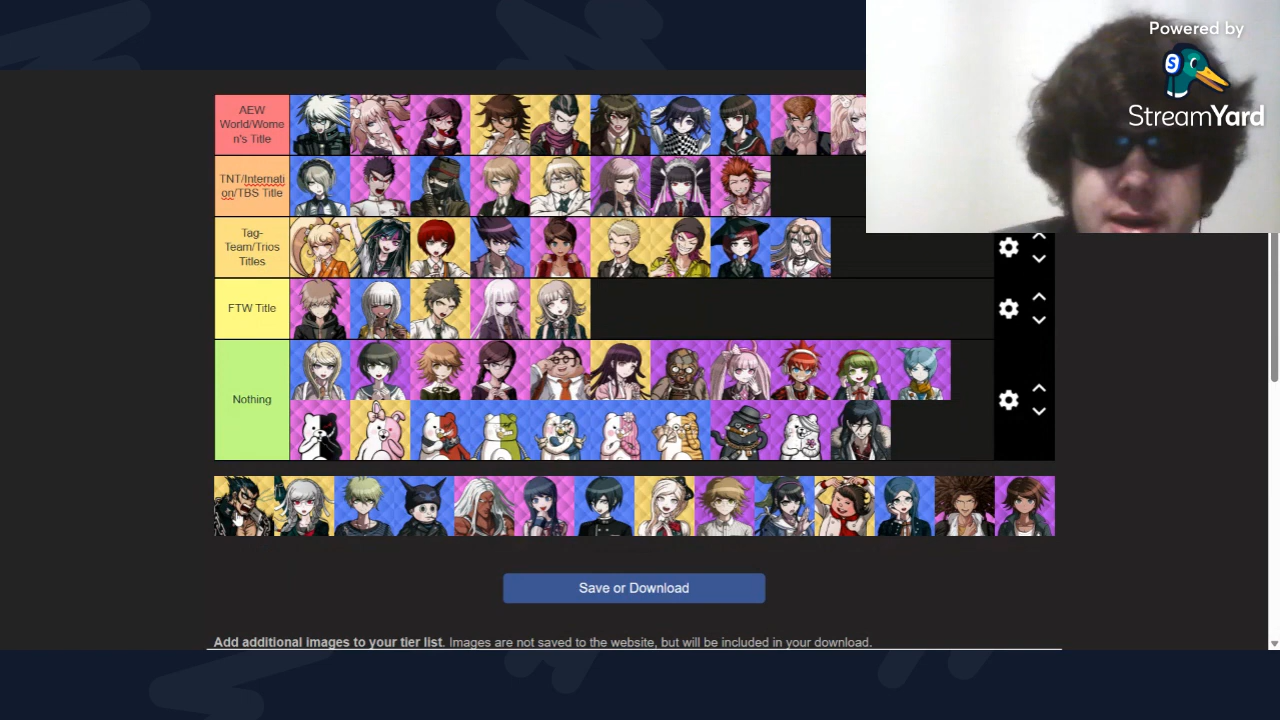 Powered by
StreamYard
AEW
World/Wome
n's Title
TNT/Internati
on/TBS Title
Tag-
Team/Trios
Titles
FTW Title
Nothing
Save or Download
Add additional images to your tier list. Images are not saved to the website, but will be included in your download.